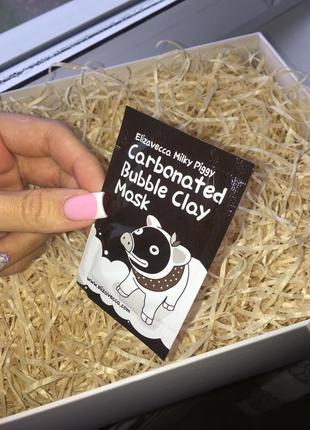 Elizavecca Milky Piggy
Carbonated
Bubble Clay
Mask
www.elizavecca.com